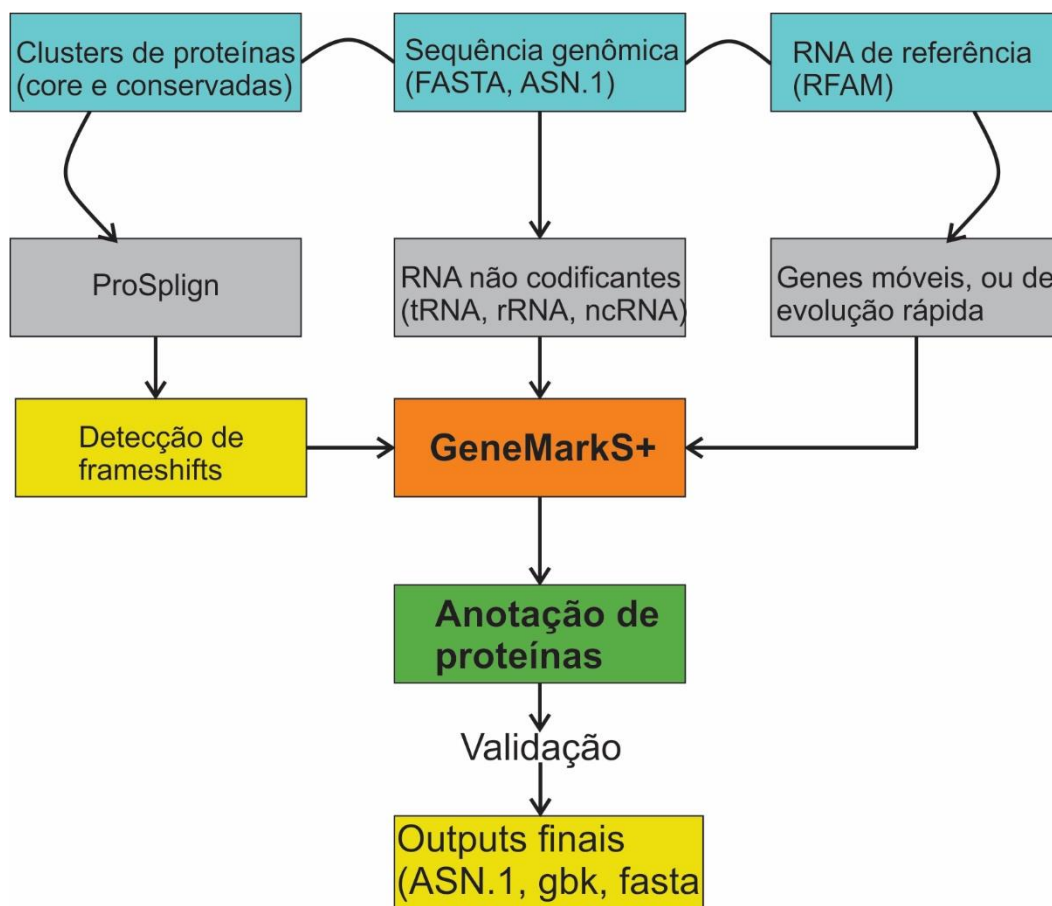 Clusters de proteínas
(core e conservadas)
Sequência genômica
(FASTA, ASN.1)
RNA de referência
(RFAM)
ProSplign
RNA não codificantes
(tRNA, rRNA, ncRNA)
Genes móveis, ou de
evolução rápida
Detecção de
frameshifts
GeneMarkS+
Anotação de
proteínas
Validação
Outputs finais
(ASN.1, gbk, fasta